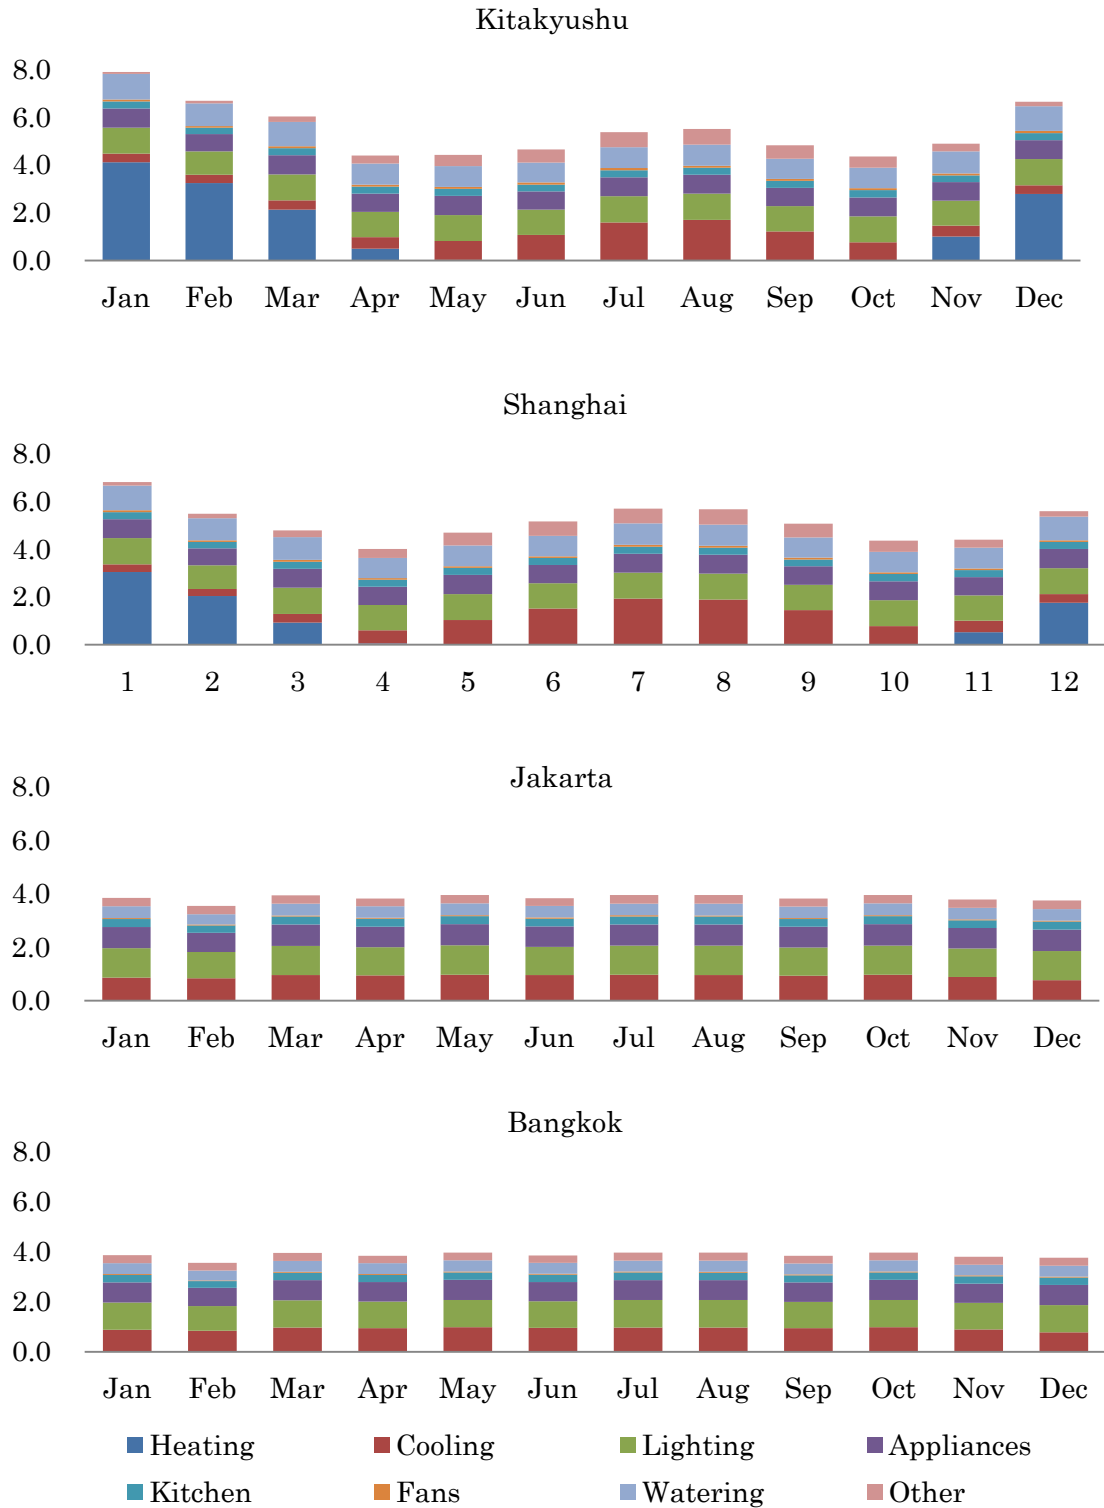 Kitakyushu
8.0
6.0
4.0
2.0
0.0
Jan Feb Mar Apr May Jun Jul Aug Sep Oct Nov Dec
Shanghai
8.0
6.0
4.0
2.0
0.0
1 2 3 4 5 6 7 8 9 10 11 12
Jakarta
8.0
6.0
4.0
2.0
0.0
Jan Feb Mar Apr May Jun Jul Aug Sep Oct Nov Dec
Bangkok
8.0
6.0
4.0
2.0
0.0
Jan Feb Mar Apr May Jun Jul Aug Sep Oct Nov Dec
Heating Cooling Lighting Appliances
Kitchen Fans Watering Other